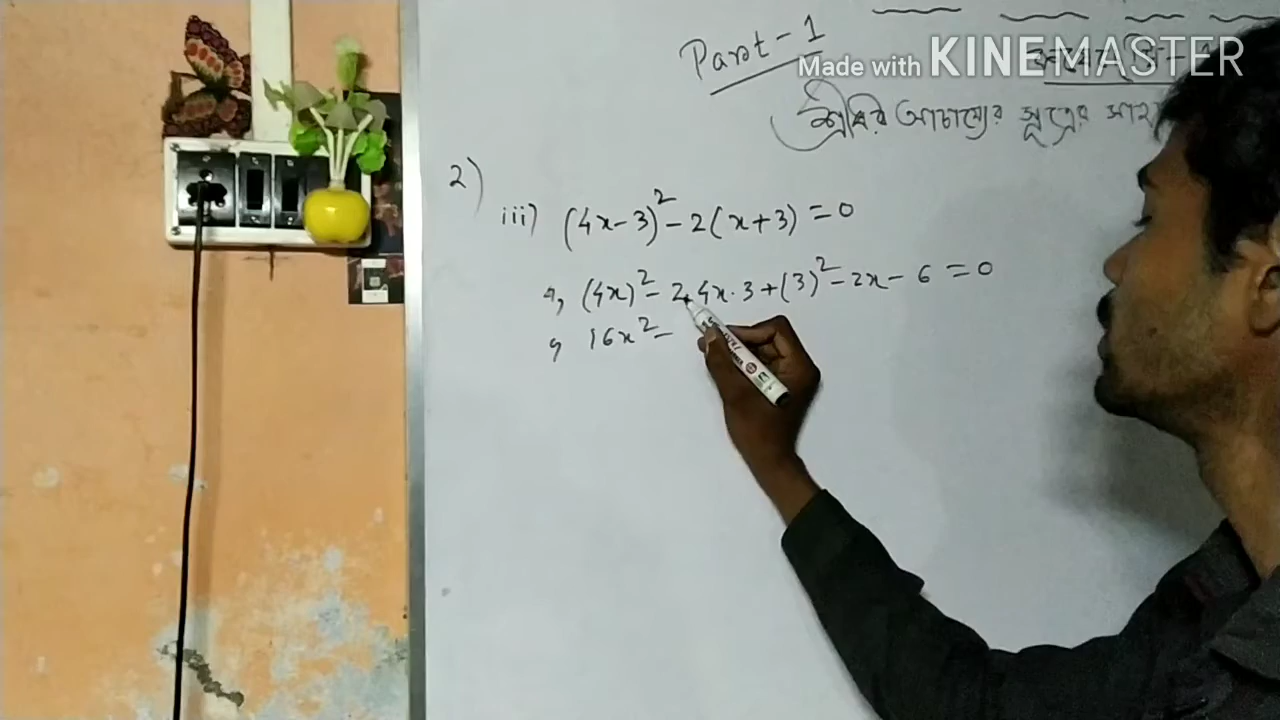 Part-1
Made with KINEMASTER
শ্রীধর আচার্যের সূত্রের
2)
iii) (4x-3)² - 2(x+3) = 0
বা, (4x)² - 2.4x.3 + (3)² - 2x - 6 = 0
বা, 16x² -